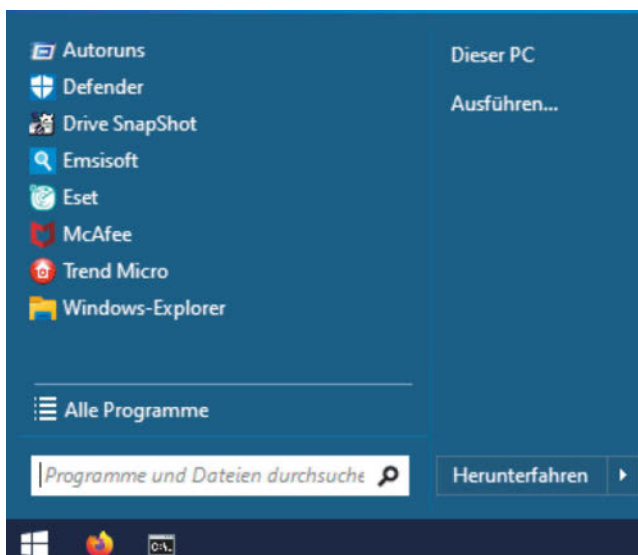 Autoruns
Defender
Drive SnapShot
Emsisoft
Eset
McAfee
Trend Micro
Windows-Explorer
Alle Programme
Programme und Dateien durchsuche
Dieser PC
Ausführen...
Herunterfahren
C:\.